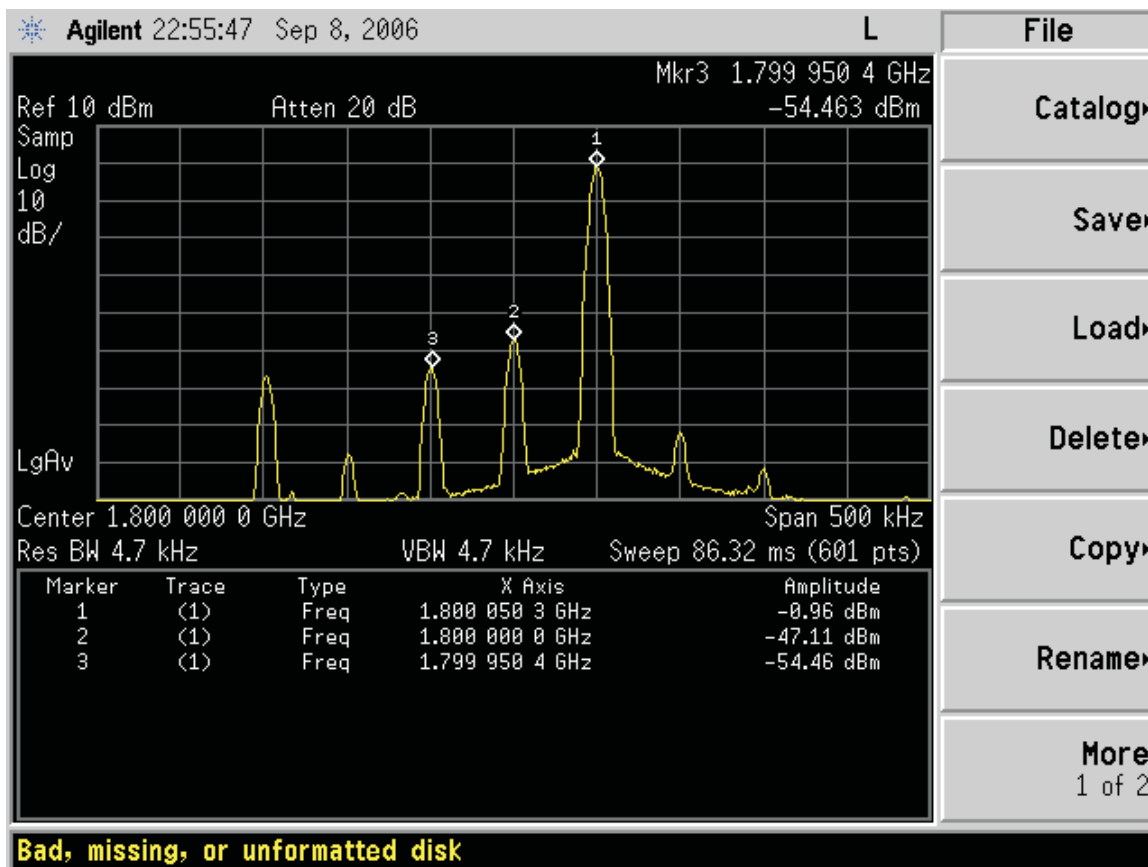 Agilent 22:55:47 Sep 8, 2006 L
Mkr3 1.799 950 4 GHz
Ref 10 dBm Atten 20 dB -54.463 dBm
Samp
Log
10
dB/
1
2
3
LgAv
Center 1.800 000 0 GHz Span 500 kHz
Res BW 4.7 kHz VBW 4.7 kHz Sweep 86.32 ms (601 pts)
Marker Trace Type X Axis Amplitude
1 (1) Freq 1.800 050 3 GHz -0.96 dBm
2 (1) Freq 1.800 000 0 GHz -47.11 dBm
3 (1) Freq 1.799 950 4 GHz -54.46 dBm
File
Catalog
Save
Load
Delete
Copy
Rename
More
1 of 2
Bad, missing, or unformatted disk